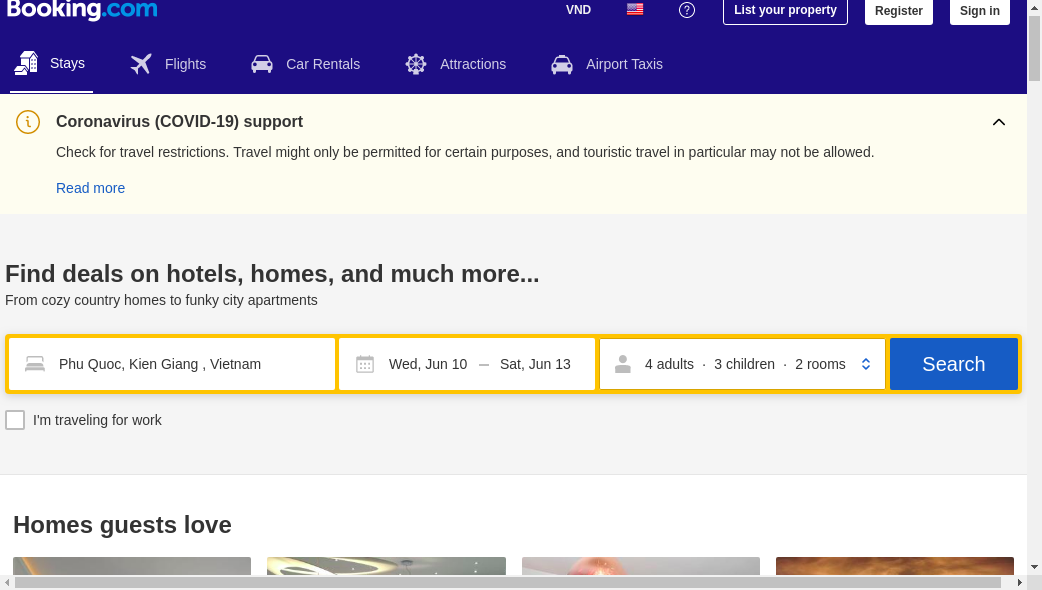 Booking.com
VND
List your property
Register
Sign in
Stays
Flights
Car Rentals
Attractions
Airport Taxis
Coronavirus (COVID-19) support
Check for travel restrictions. Travel might only be permitted for certain purposes, and touristic travel in particular may not be allowed.
Read more
Find deals on hotels, homes, and much more...
From cozy country homes to funky city apartments
Phu Quoc, Kien Giang , Vietnam
Wed, Jun 10 — Sat, Jun 13
4 adults · 3 children · 2 rooms
Search
I'm traveling for work
Homes guests love